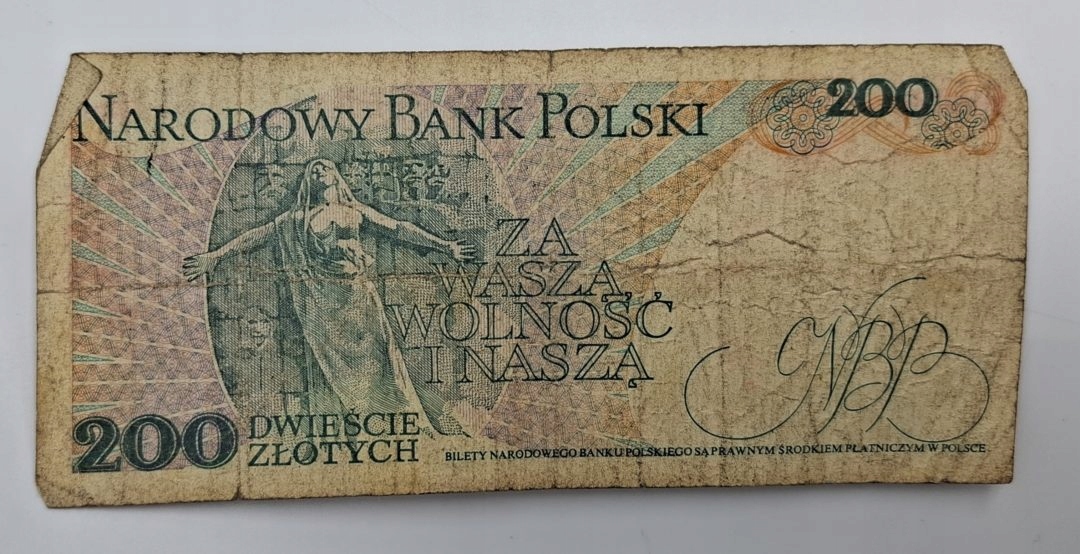 NARODOWY BANK POLSKI
200
ZA
WASZĄ
WOLNOŚĆ
I NASZĄ
NBP
200 DWIEŚCIE
ZŁOTYCH
BILETY NARODOWEGO BANKU POLSKIEGO SĄ PRAWNYM ŚRODKIEM PŁATNICZYM W POLSCE